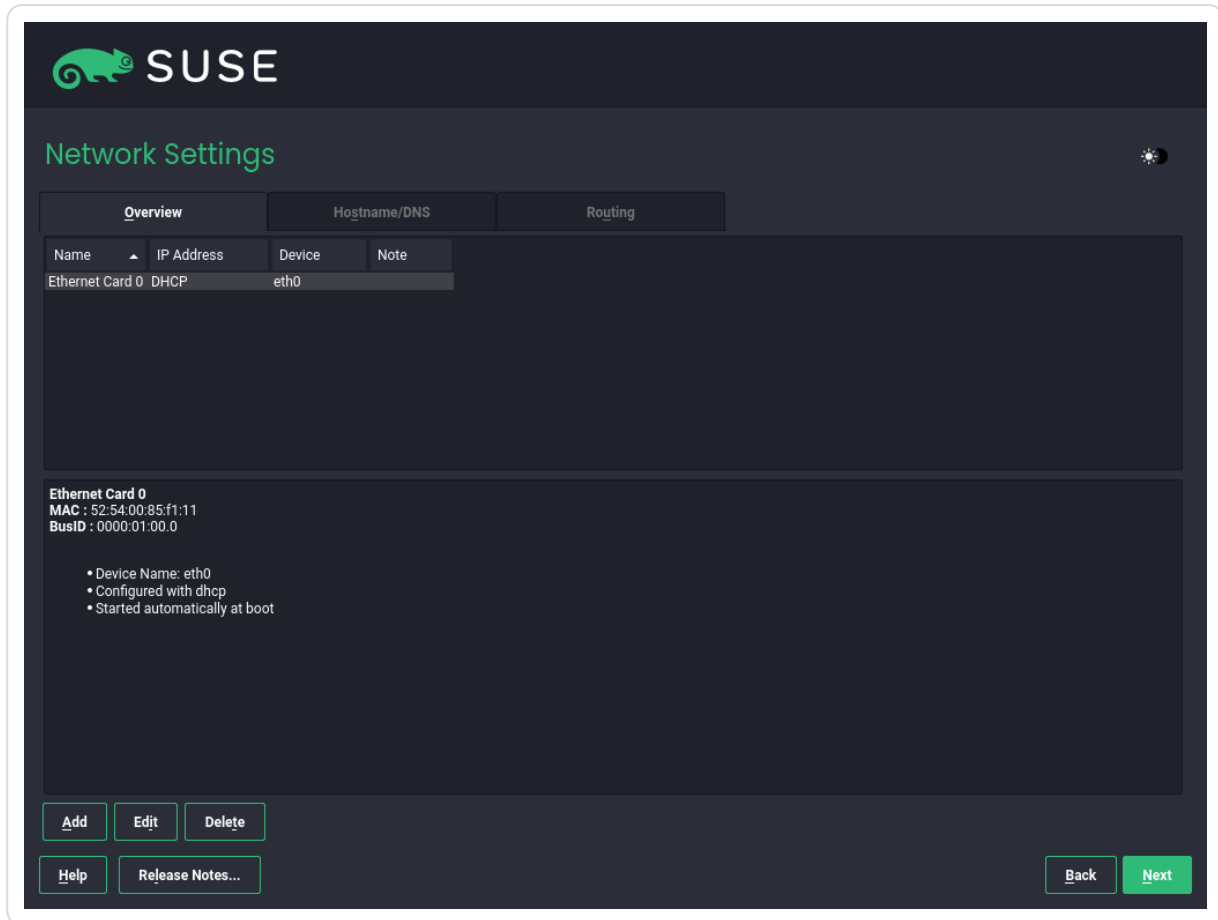 SUSE
Network Settings
Overview Hostname/DNS Routing
Name IP Address Device Note
Ethernet Card 0 DHCP eth0
Ethernet Card 0
MAC : 52:54:00:85:f1:11
BusID : 0000:01:00.0
• Device Name: eth0
• Configured with dhcp
• Started automatically at boot
Add Edit Delete
Help Release Notes... Back Next